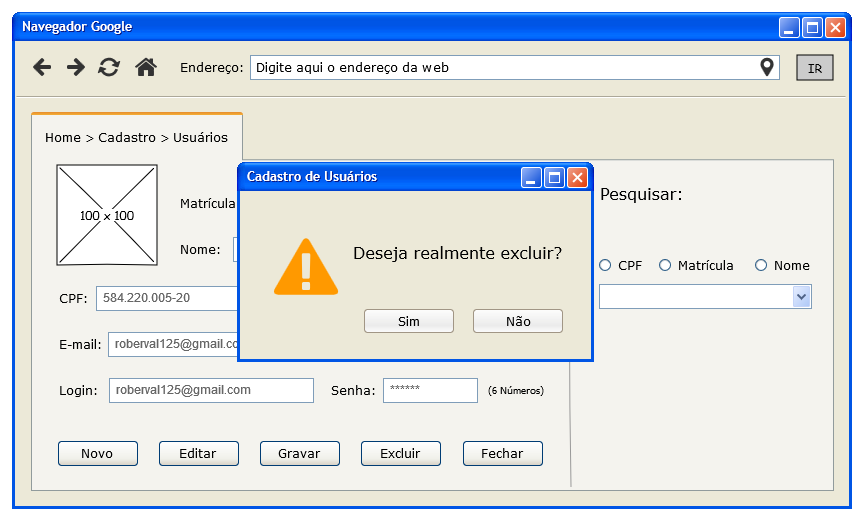 Navegador Google
Endereço: Digite aqui o endereço da web IR
Home > Cadastro > Usuários
100 x 100
Matrícula
Nome:
CPF: 584.220.005-20
E-mail: roberval125@gmail.co
Login: roberval125@gmail.com Senha: ****** (6 Números)
Novo Editar Gravar Excluir Fechar
Cadastro de Usuários
Deseja realmente excluir?
Sim Não
Pesquisar:
CPF Matrícula Nome